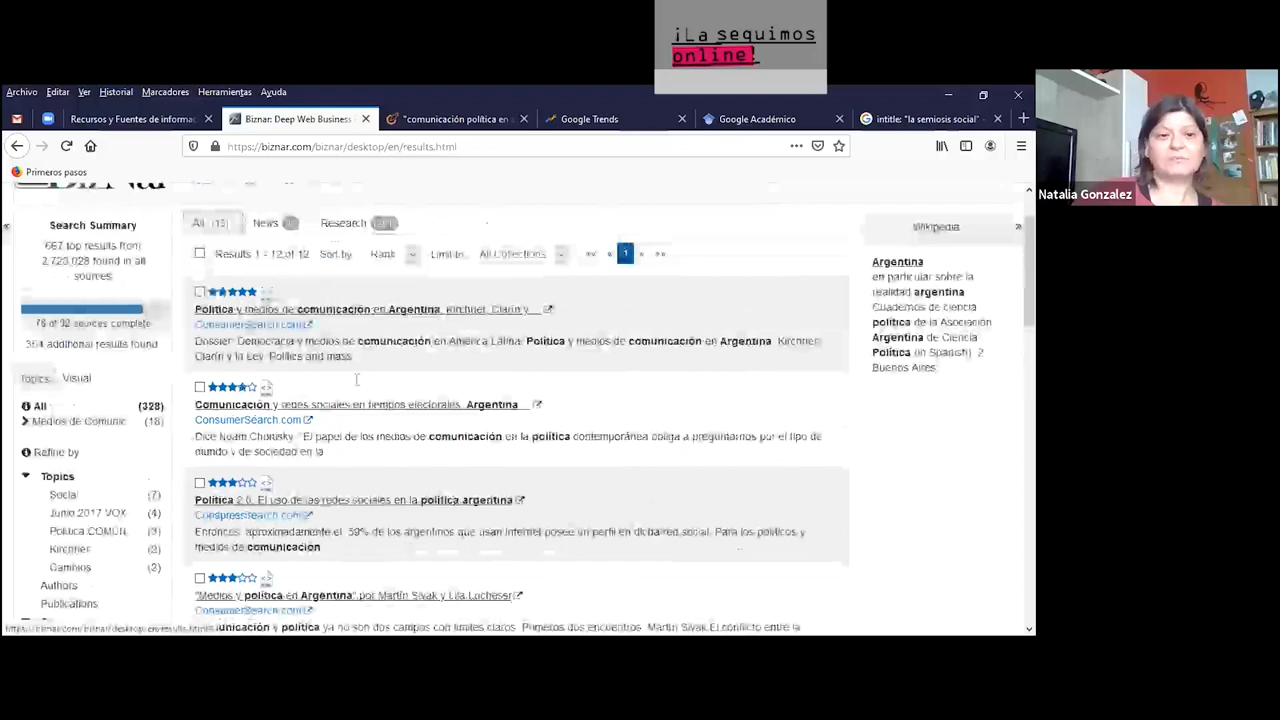 ¡La seguimos
online!
Archivo Editar Ver Historial Marcadores Herramientas Ayuda
Recursos y Fuentes de informa
Biznar: Deep Web Business
"comunicación política en
Google Trends
Google Académico
intitle: "la semiosis social" -
https://biznar.com/biznar/desktop/en/results.html
Primeros pasos
Natalia Gonzalez
Search Summary
667 top results from
found in all
sources
76 of 92 sources complete
additional results found
Topics Visual
All (328)
Medios de Comunic (18)
Refine by
Topics
Social (7)
Junio 2017 VOX (4)
Política COMUN (3)
Kirchner (2)
Cambios (2)
Authors
Publications
All
News
Research
Results 1 - 12 of 12 Sort by Rank Limit to All Collections 1
Política y medios de comunicación en Argentina. Kirchner, Clarín y
ConsumerSearch.com
Dossier: Democracia y medios de comunicación en América Latina. Política y medios de comunicación en Argentina. Kirchner,
Clarín y la Ley. Politics and mass
Comunicación y redes sociales en tiempos electorales. Argentina
ConsumerSearch.com
Dice Noam Chomsky "El papel de los medios de comunicación en la política contemporánea obliga a preguntarnos por el tipo de
mundo y de sociedad en la
Política 2.0. El uso de las redes sociales en la política argentina
Entonces, aproximadamente el 59% de los argentinos que usan Internet posee un perfil en dicha red social. Para los políticos y
medios de comunicación
"Medios y política en Argentina" por Martín Sivak y Lila Luchessi
ConsumerSearch.com
y política ya no son dos campos con límites claros. Primeros dos encuentros. Martín Sivak El conflicto entre la
Wikipedia
Argentina
en particular sobre la
realidad argentina
Cuadernos de ciencia
política de la Asociación
Argentina de Ciencia
Política (in Spanish) 2
Buenos Aires